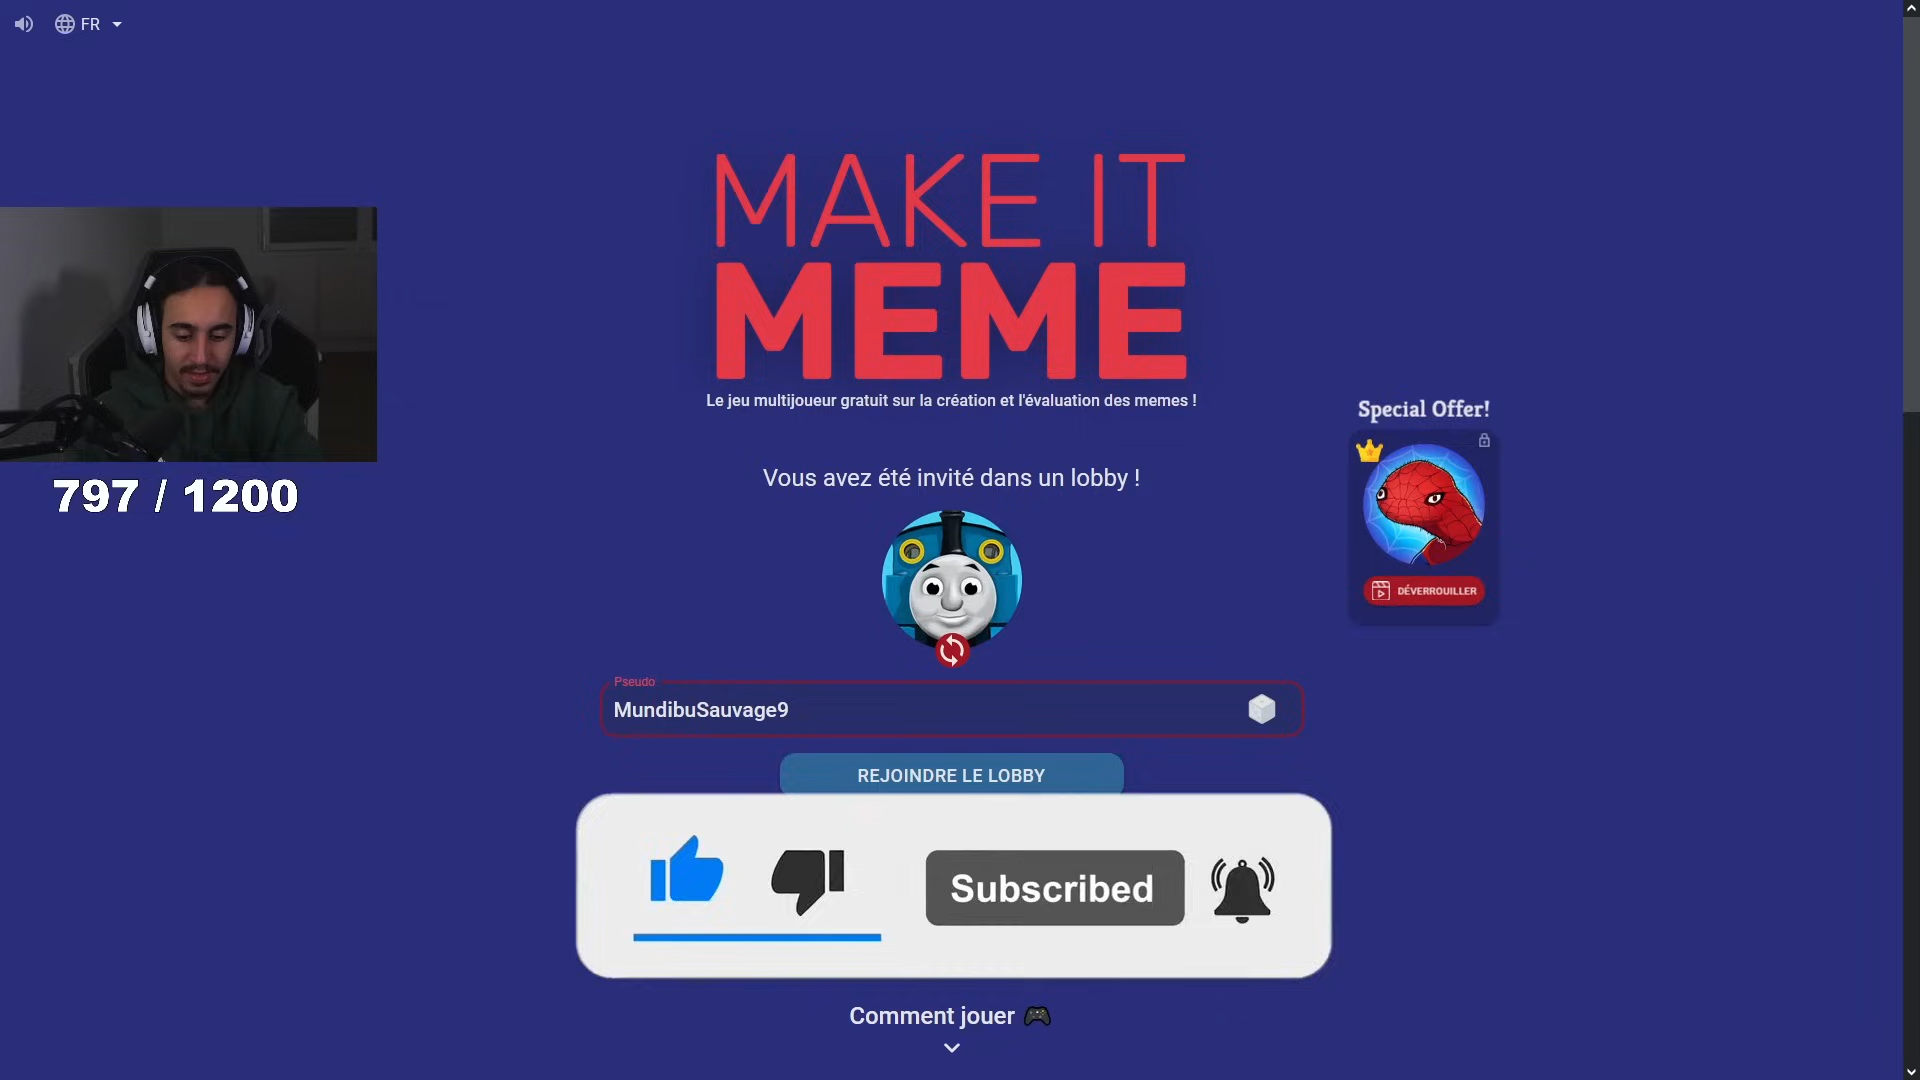 FR
MAKE IT
MEME
Le jeu multijoueur gratuit sur la création et l'évaluation des memes !
Special Offer!
Vous avez été invité dans un lobby !
797 / 1200
DÉVERROUILLER
Pseudo
MundibuSauvage9
REJOINDRE LE LOBBY
Subscribed
Comment jouer 🎮